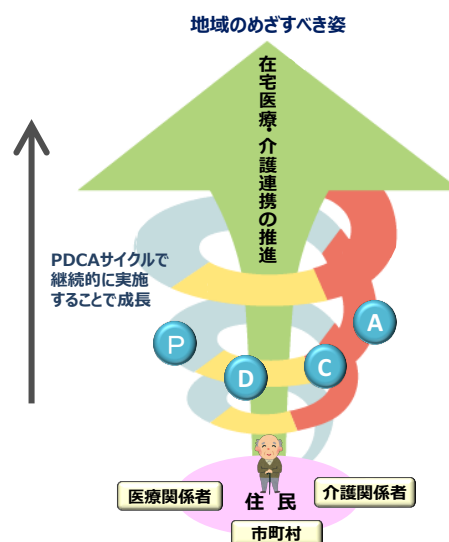 地域のめざすべき姿
在宅医療・介護連携の推進
PDCAサイクルで
継続的に実施
することで成長
P
D
C
A
医療関係者
住民
介護関係者
市町村